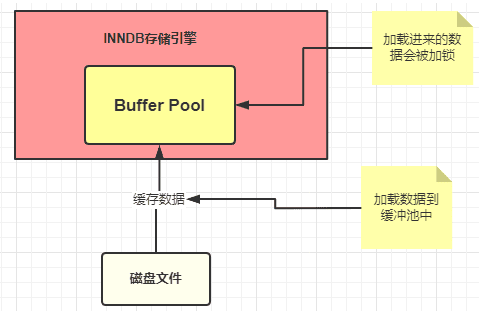 INNDB存储引擎
加载进来的数
据会被加锁
Buffer Pool
缓存数据
加载数据到
缓冲池中
磁盘文件